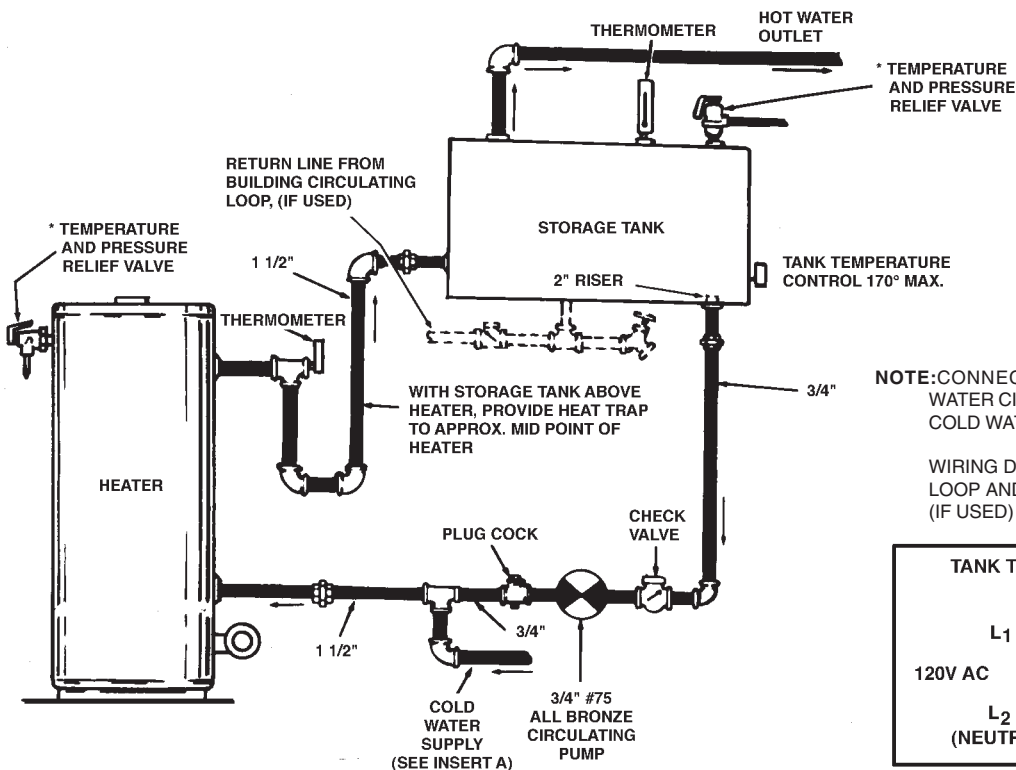 THERMOMETER
HOT WATER
OUTLET
* TEMPERATURE
AND PRESSURE
RELIEF VALVE
RETURN LINE FROM
BUILDING CIRCULATING
LOOP, (IF USED)
STORAGE TANK
* TEMPERATURE
AND PRESSURE
RELIEF VALVE
1 1/2"
2" RISER
TANK TEMPERATURE
CONTROL 170° MAX.
THERMOMETER
WITH STORAGE TANK ABOVE
HEATER, PROVIDE HEAT TRAP
TO APPROX. MID POINT OF
HEATER
3/4"
NOTE:CONNEC
WATER CI
COLD WAT
WIRING D
LOOP AND
(IF USED)
HEATER
PLUG COCK
CHECK
VALVE
1 1/2"
3/4"
COLD
WATER
SUPPLY
(SEE INSERT A)
3/4" #75
ALL BRONZE
CIRCULATING
PUMP
TANK T
L1
120V AC
L2
(NEUTR